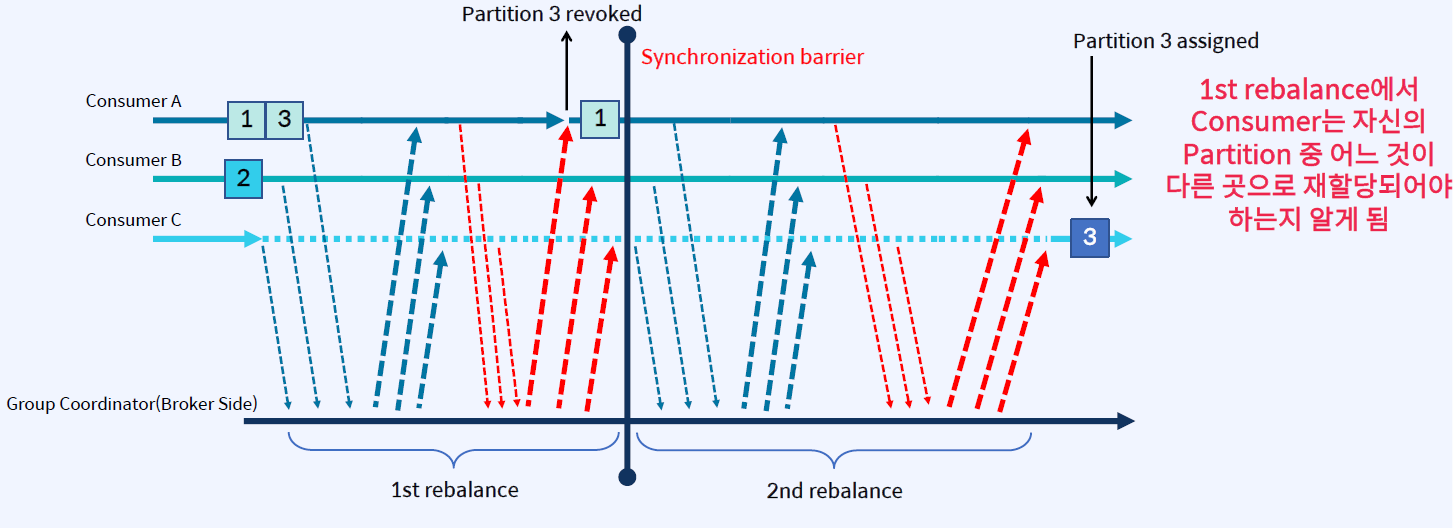 Partition 3 revoked
Synchronization barrier
Partition 3 assigned
1st rebalance에서
Consumer는 자신의
Partition 중 어느 것이
다른 곳으로 재할당되어야
하는지 알게 됨
Consumer A
1 3
1
Consumer B
2
Consumer C
3
Group Coordinator(Broker Side)
1st rebalance
2nd rebalance